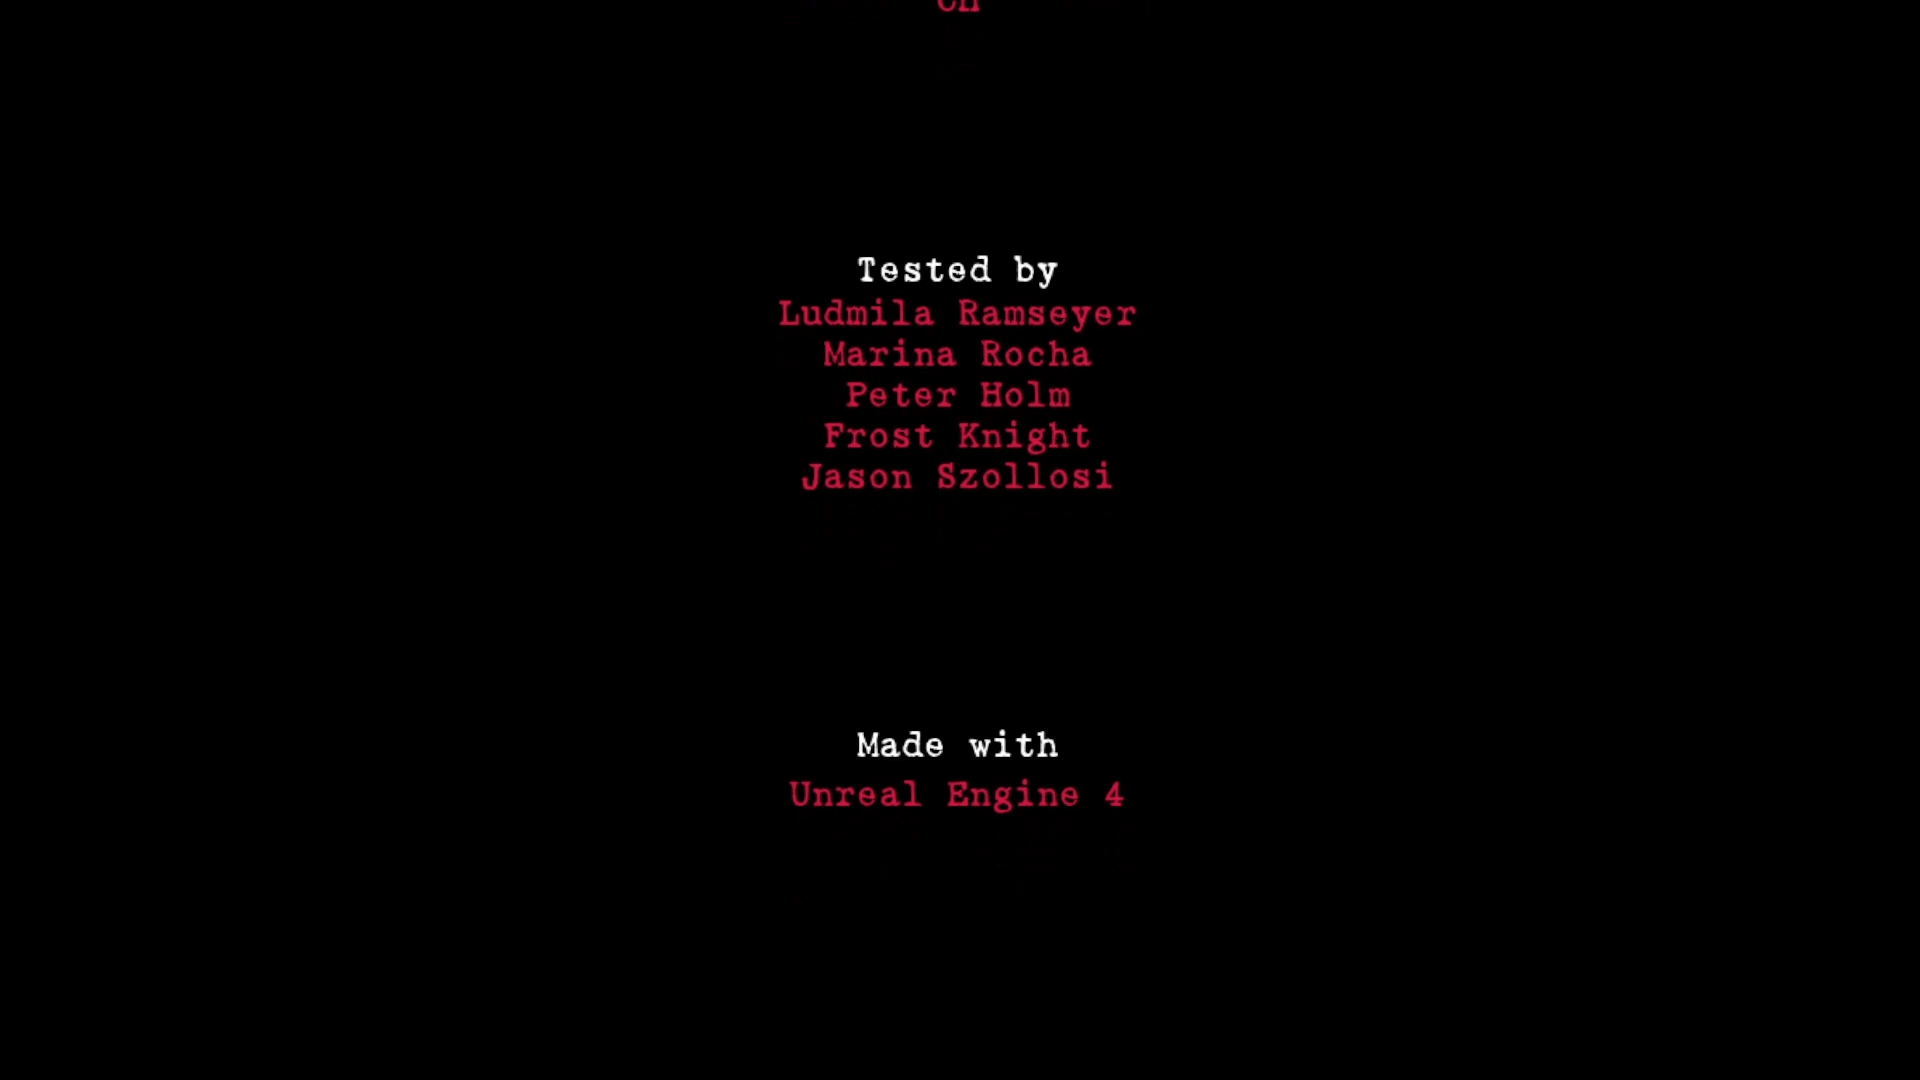 Tested by
Ludmila Ramseyer
Marina Rocha
Peter Holm
Frost Knight
Jason Szollosi
Made with
Unreal Engine 4